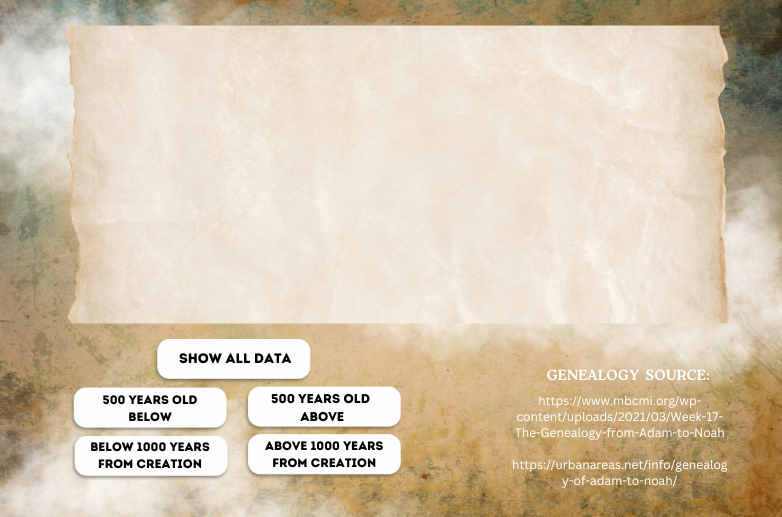 SHOW ALL DATA
500 YEARS OLD
BELOW
500 YEARS OLD
ABOVE
BELOW 1000 YEARS
FROM CREATION
ABOVE 1000 YEARS
FROM CREATION
GENEALOGY SOURCE:
https://www.mbcmi.org/wp-
content/uploads/2021/03/Week-17-
The-Genealogy-from-Adam-to-Noah
https://urbanareas.net/info/genealog
y-of-adam-to-noah/